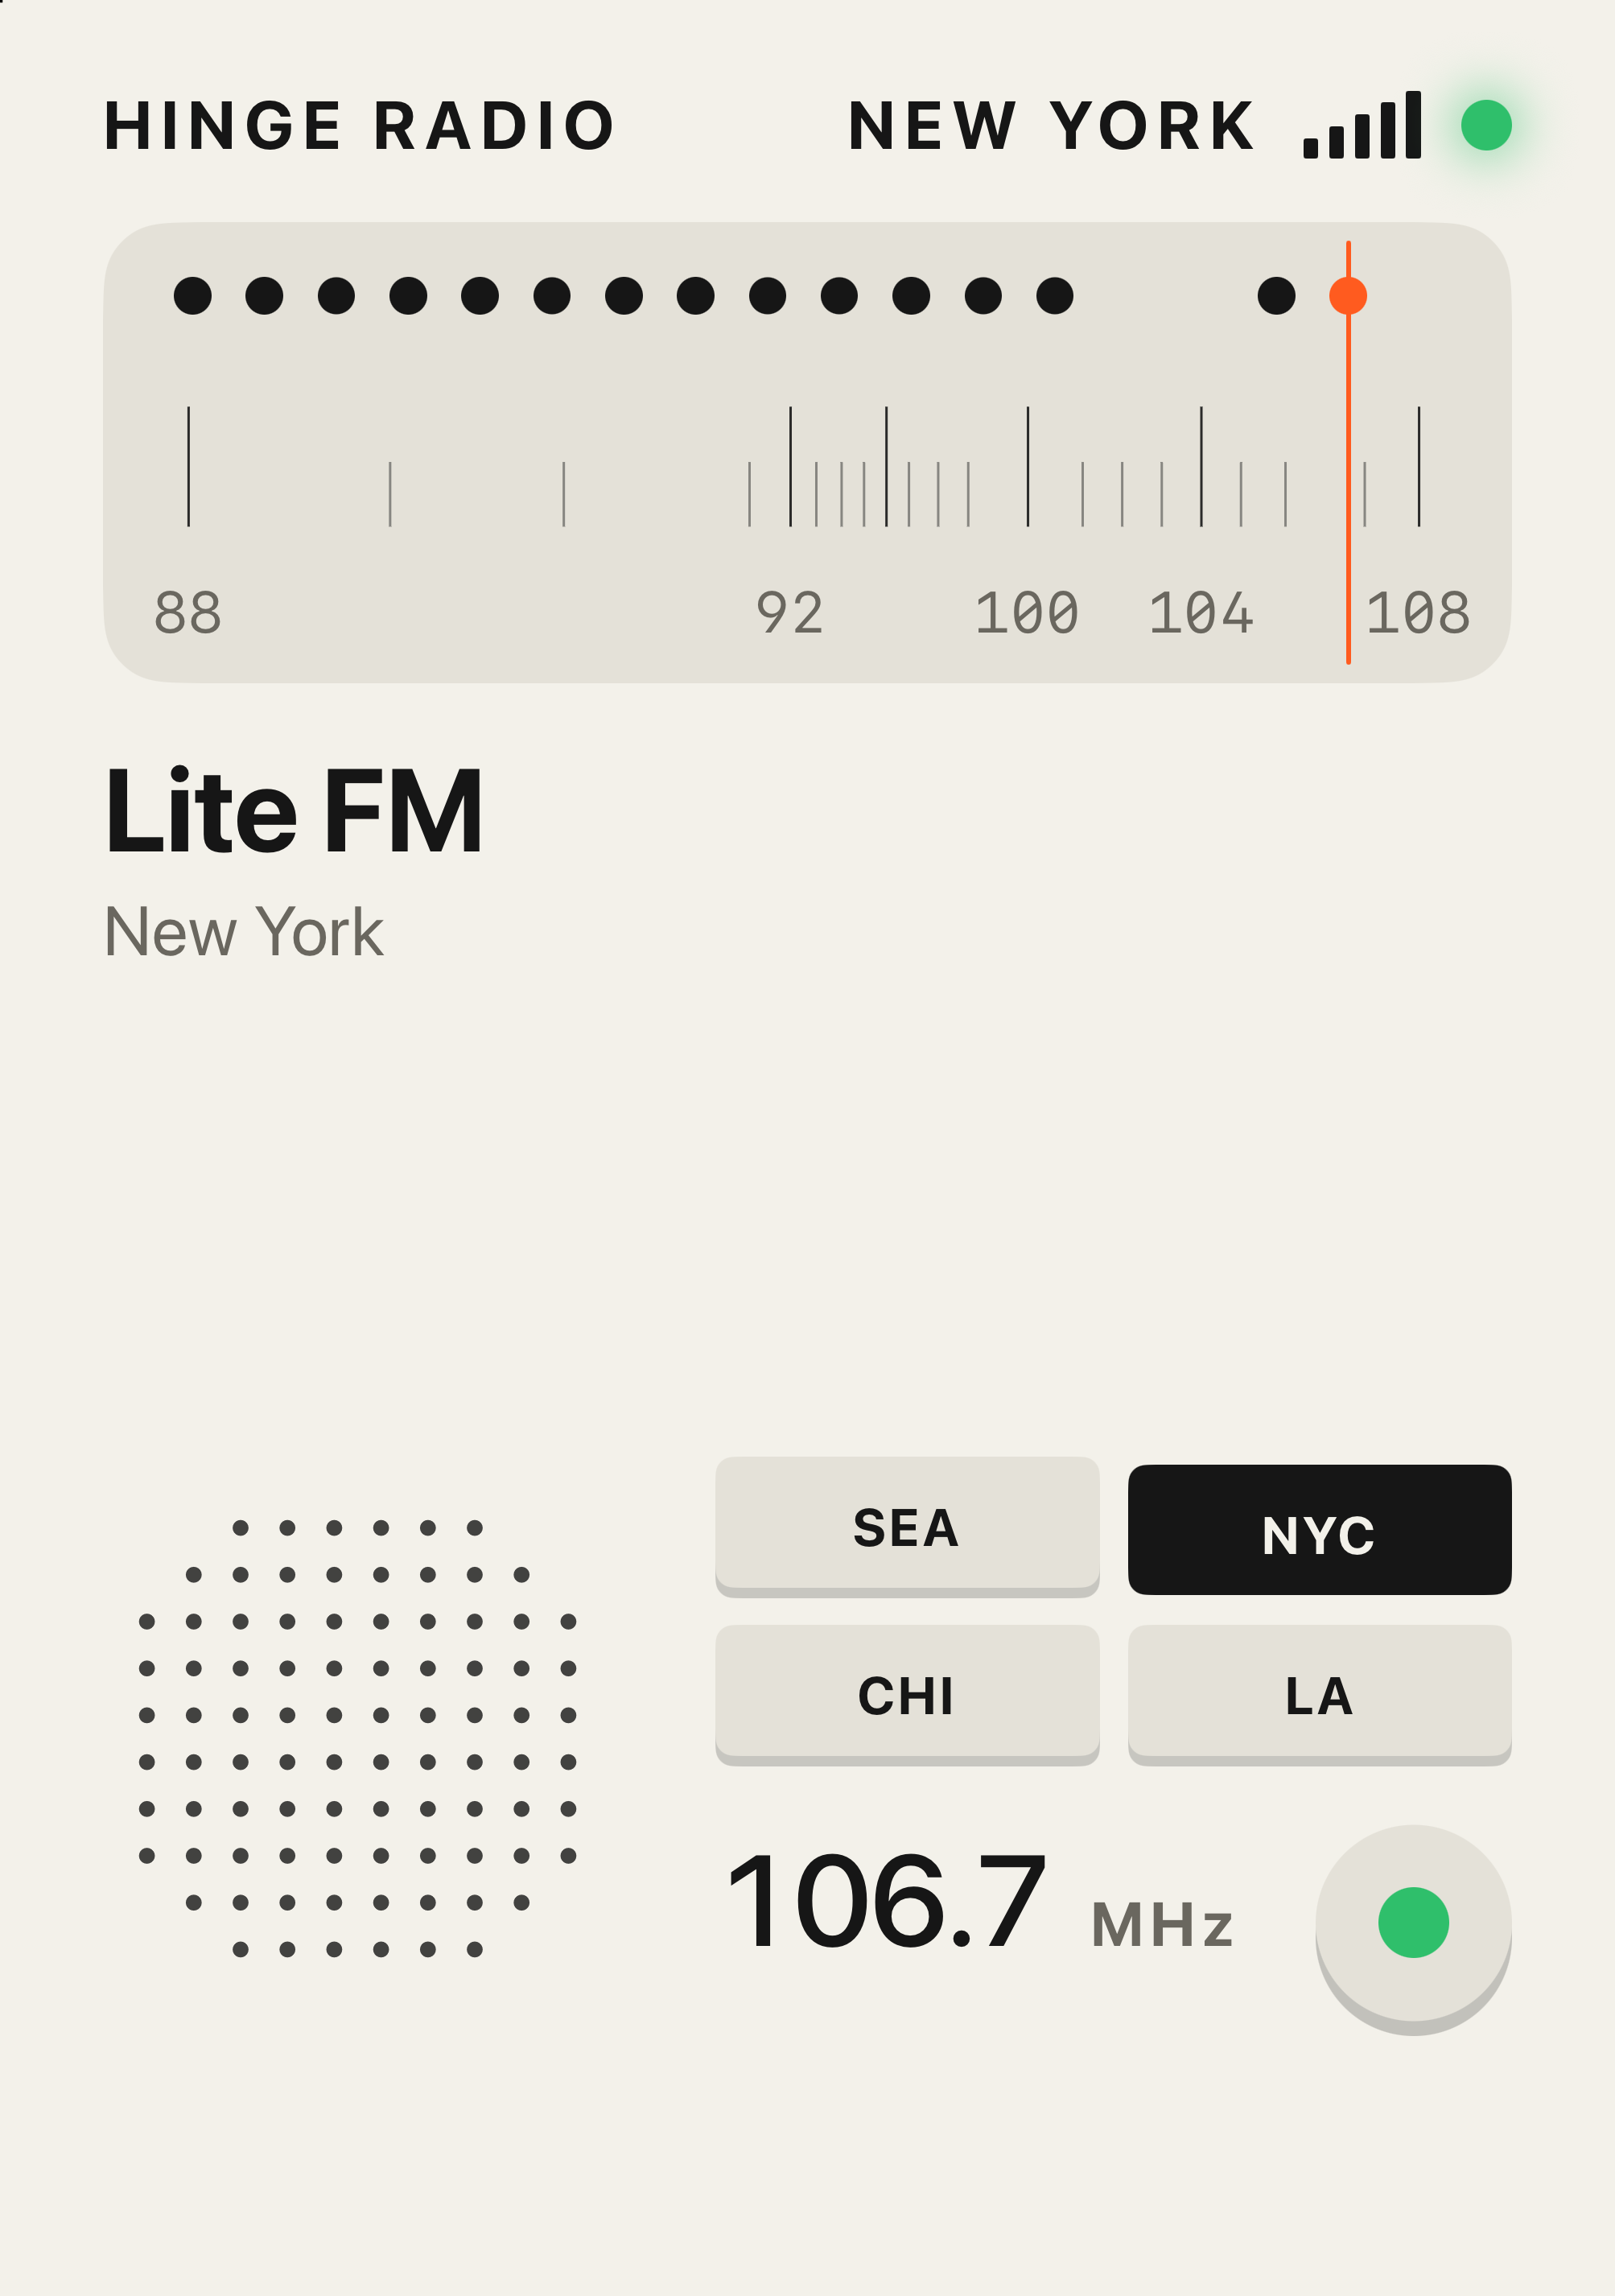 HINGE RADIO NEW YORK
88 92 100 104 108
Lite FM
New York
SEA NYC
CHI LA
106.7 MHz